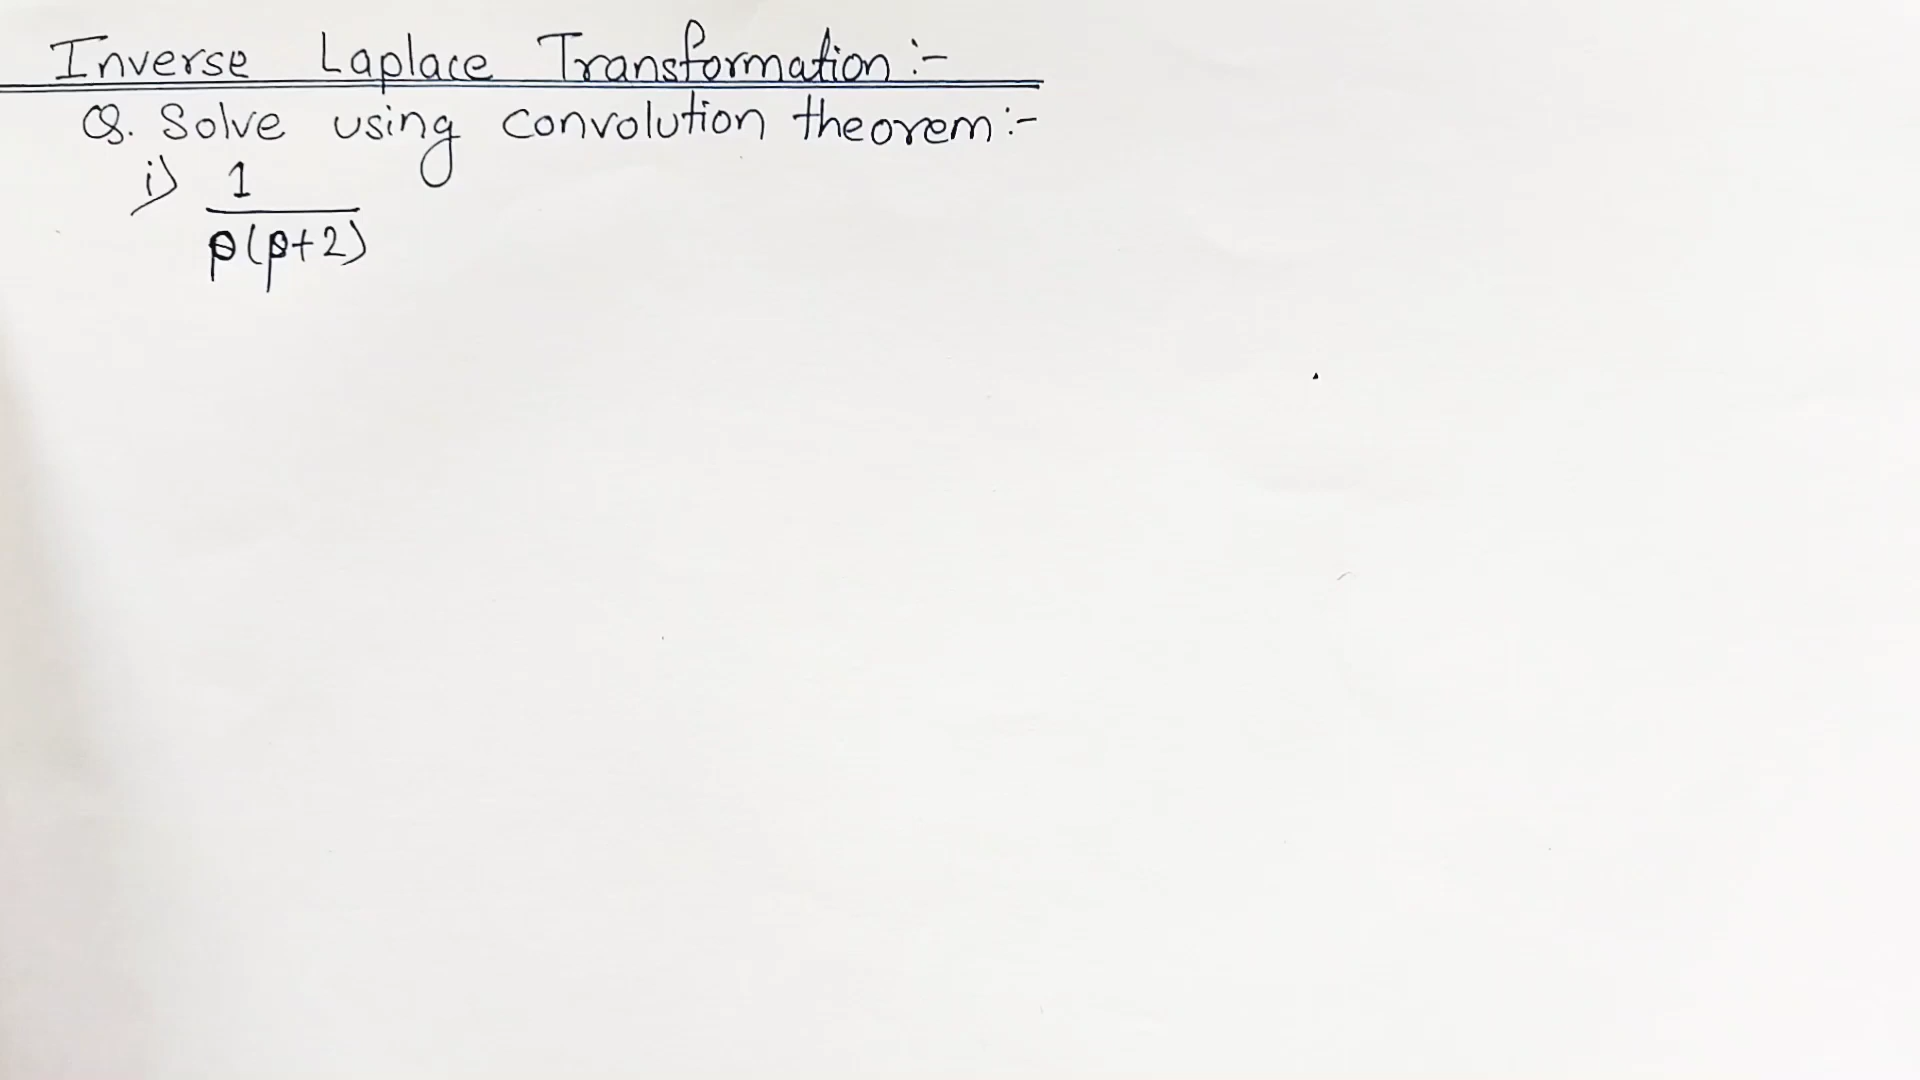 Inverse Laplace Transformation :-
Q. Solve using convolution theorem :-
i) 1
p(p+2)